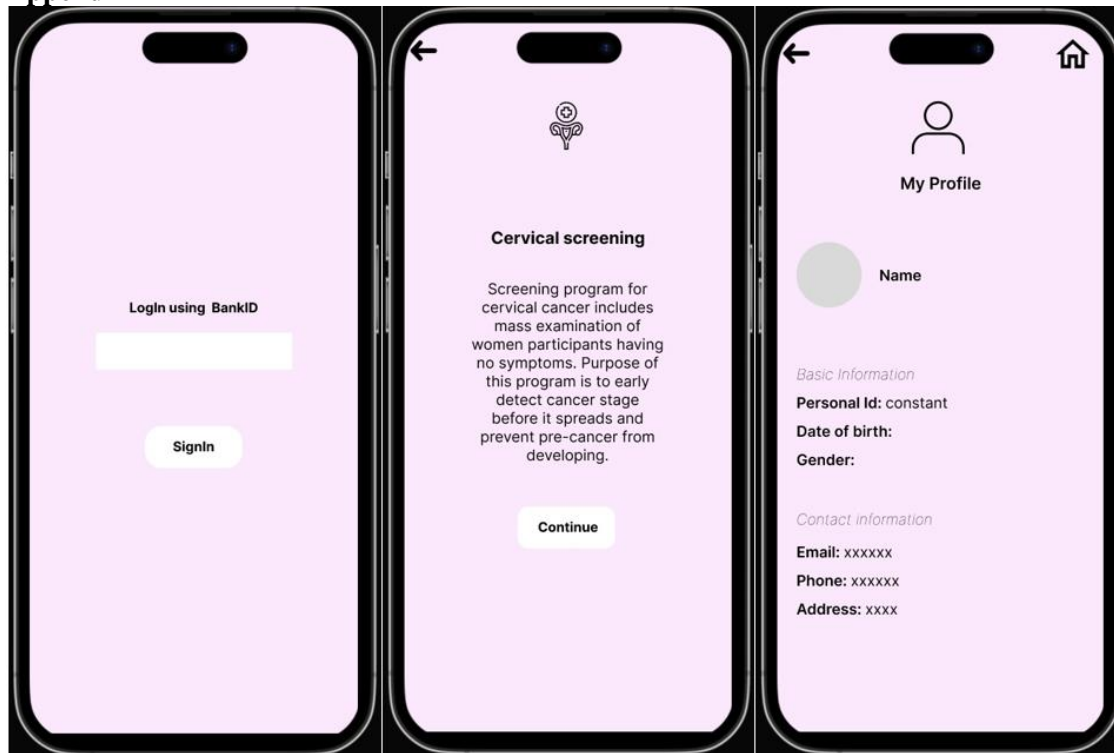 LogIn using BankID
SignIn
Cervical screening
Screening program for
cervical cancer includes
mass examination of
women participants having
no symptoms. Purpose of
this program is to early
detect cancer stage
before it spreads and
prevent pre-cancer from
developing.
Continue
My Profile
Name
Basic Information
Personal Id: constant
Date of birth:
Gender:
Contact information
Email: xxxxxx
Phone: xxxxxx
Address: xxxx